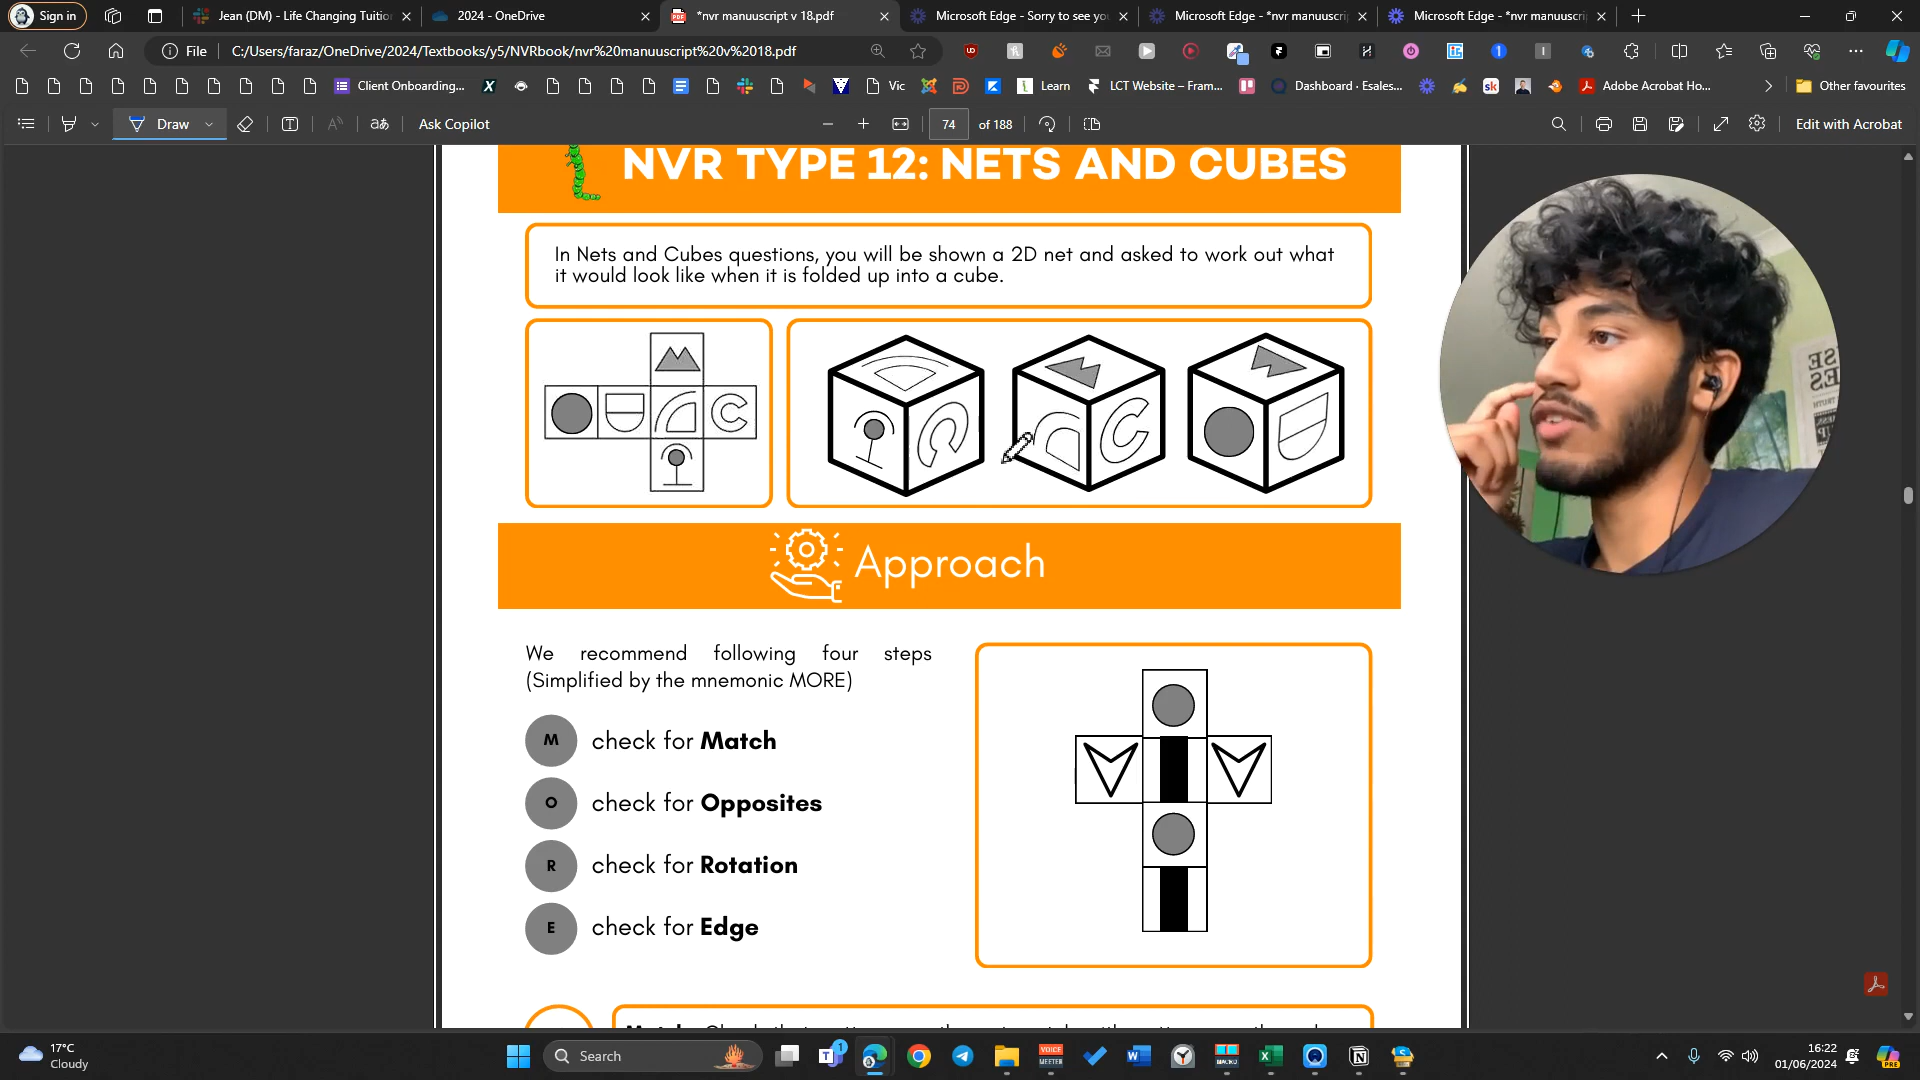 Sign in
Jean (DM) - Life Changing Tuitio
2024 - OneDrive
*nvr manuuscript v 18.pdf
Microsoft Edge - Sorry to see yo
Microsoft Edge - *nvr manuuscri
Microsoft Edge - *nvr manuuscri
File
C:/Users/faraz/OneDrive/2024/Textbooks/y5/NVRbook/nvr%20manuuscript%20v%2018.pdf
Client Onboarding...
Vic
Learn
LCT Website – Fram...
Dashboard · Esales...
Adobe Acrobat Ho...
Other favourites
Draw
Ask Copilot
74
of 188
Edit with Acrobat
NVR TYPE 12: NETS AND CUBES
In Nets and Cubes questions, you will be shown a 2D net and asked to work out what
it would look like when it is folded up into a cube.
Approach
We recommend following four steps
(Simplified by the mnemonic MORE)
M check for Match
O check for Opposites
R check for Rotation
E check for Edge
17°C
Cloudy
Search
16:22
01/06/2024